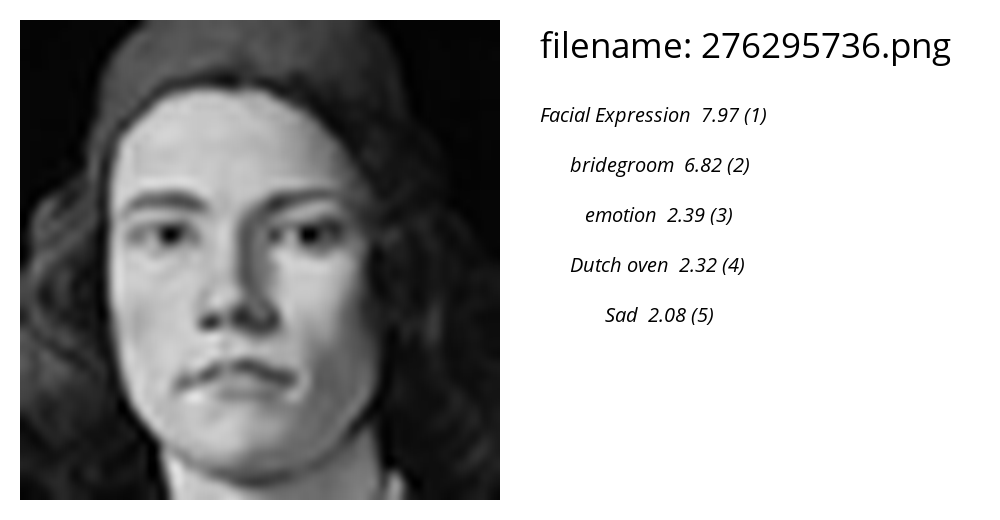 filename: 276295736.png
Facial Expression 7.97 (1)
bridegroom 6.82 (2)
emotion 2.39 (3)
Dutch oven 2.32 (4)
Sad 2.08 (5)